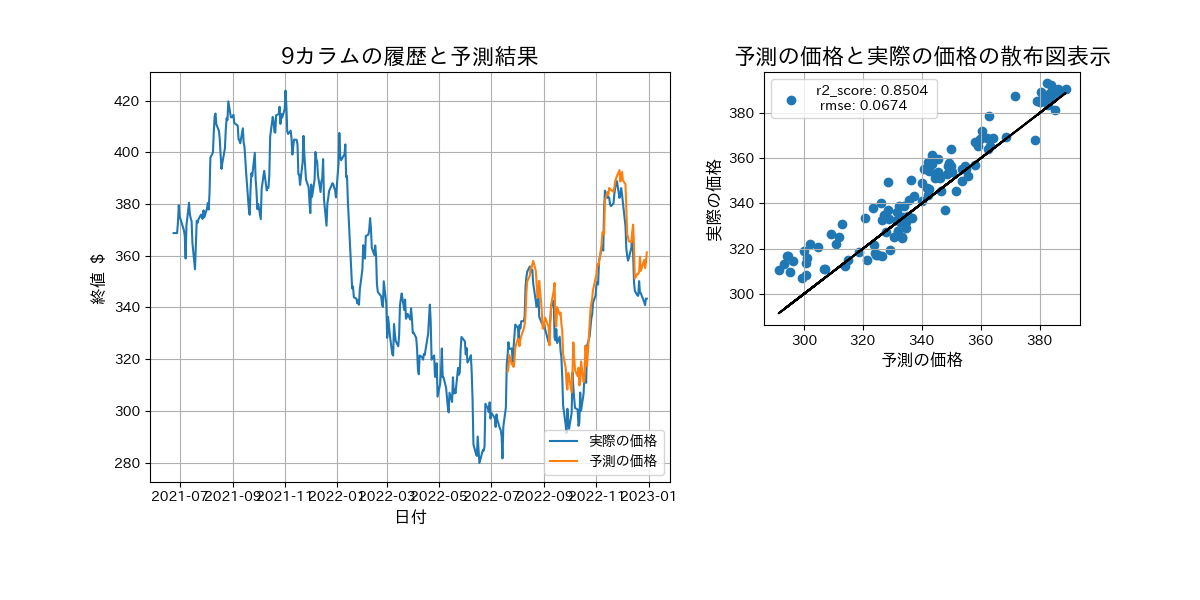 9カラムの履歴と予測結果
420
400
380
360
340
320
300
280
終値 $
2021-07
2021-09
2021-11
2022-01
2022-03
2022-05
2022-07
2022-09
2022-11
2023-01
日付
実際の価格
予測の価格
予測の価格と実際の価格の散布図表示
r2_score: 0.8504
rmse: 0.0674
380
360
340
320
300
実際の価格
300
320
340
360
380
予測の価格